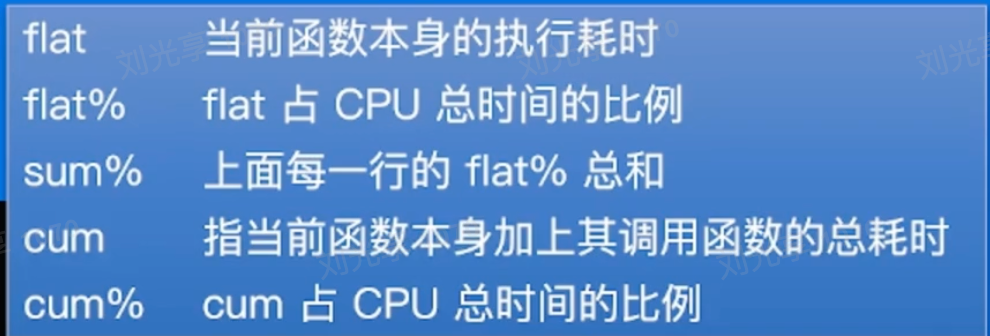 flat 当前函数本身的执行耗时
flat% flat 占 CPU 总时间的比例
sum% 上面每一行的 flat% 总和
cum 指当前函数本身加上其调用函数的总耗时
cum% cum 占 CPU 总时间的比例